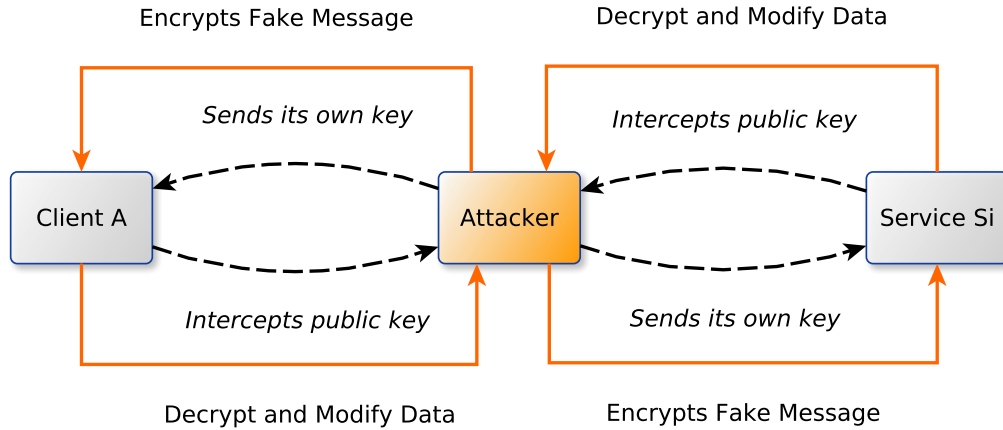 Encrypts Fake Message
Decrypt and Modify Data
Sends its own key
Intercepts public key
Client A
Attacker
Service Si
Intercepts public key
Sends its own key
Decrypt and Modify Data
Encrypts Fake Message